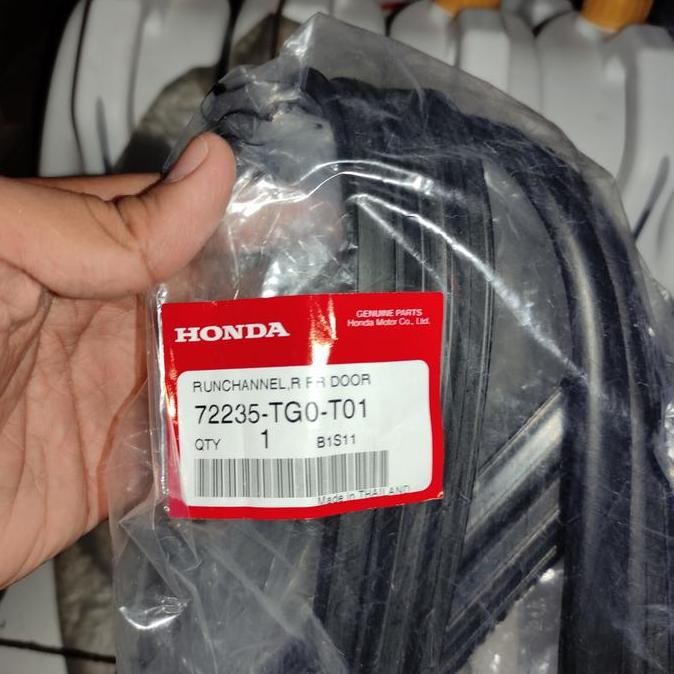 HONDA
GENUINE PARTS
Honda Motor Co., Ltd.
RUNCHANNEL,R FR DOOR
72235-TG0-T01
QTY 1 B1S11
Made in THAILAND